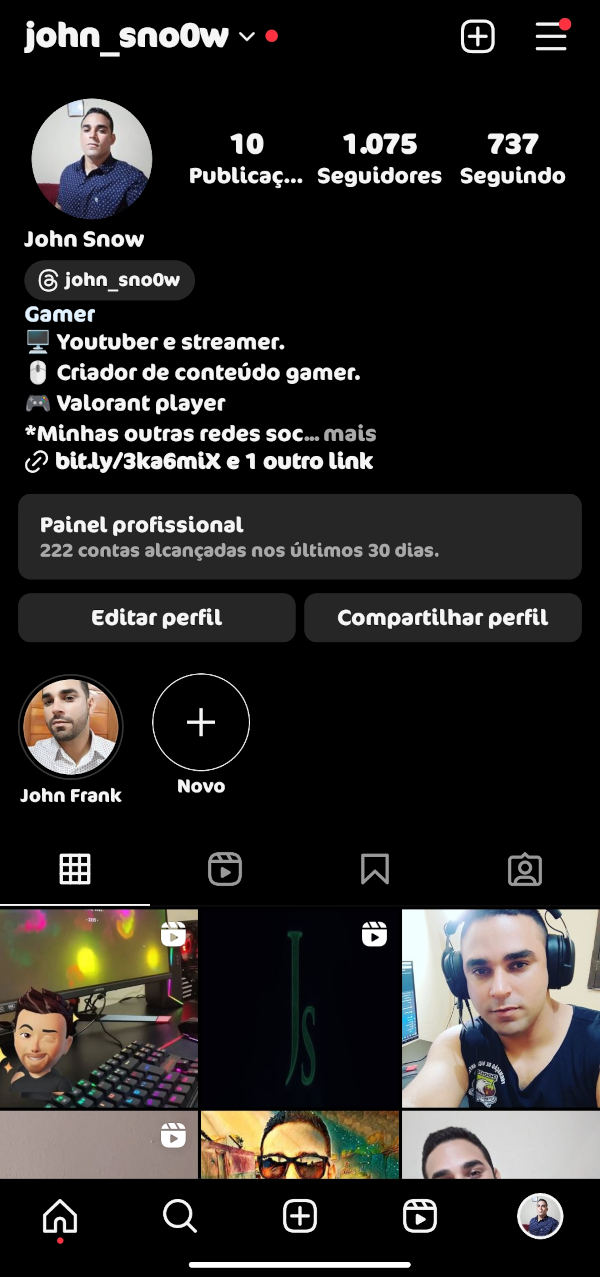 john_sno0w
10 1.075 737
Publicaç... Seguidores Seguindo
John Snow
john_sno0w
Gamer
🖥️ Youtuber e streamer.
🖱️ Criador de conteúdo gamer.
🎮 Valorant player
*Minhas outras redes soc... mais
bit.ly/3ka6miX e 1 outro link
Painel profissional
222 contas alcançadas nos últimos 30 dias.
Editar perfil Compartilhar perfil
John Frank
Novo
Js